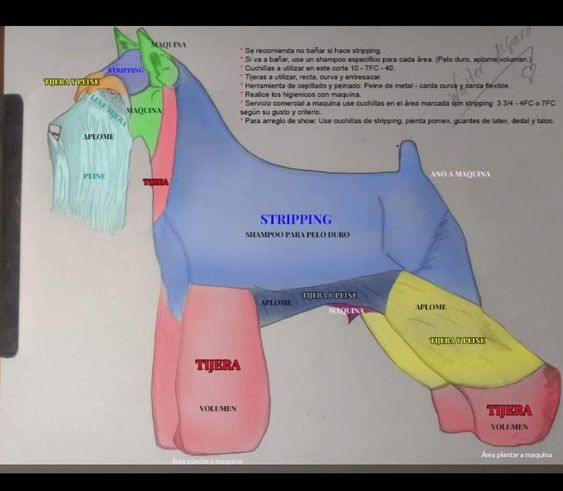 MAQUINA
* Se recomienda no bañar si hace stripping.
* Si va a bañar, use un shampoo especifico para cada área. (Pelo duro, aplome,volumen.)
* Cuchillas a utilizar en este corte 10 - 7FC - 40.
* Tijeras a utilizar, recta, curva y entresacar.
* Herramienta de cepillado y peinado: Peine de metal - carda curva y carda flexible.
* Realice los higienicos con maquina.
* Servicio comercial a maquina use cuchillas en el área marcada con stripping 3 3/4 - 4FC o 7FC
según su gusto y criterio.
* Para arreglo de show: Use cuchillas de stripping, pierda pomex, guantes de latex, dedal y talco.
STRIPPING
TIJERA Y PEINE
MAQUINA
APLOME
PEINE
TIJERA
ANO A MAQUINA
STRIPPING
SHAMPOO PARA PELO DURO
TIJERA Y PEINE
APLOME
MAQUINA
APLOME
TIJERA Y PEINE
TIJERA
VOLUMEN
TIJERA
VOLUMEN
Área plantar a maquina
Área plantar a maquina